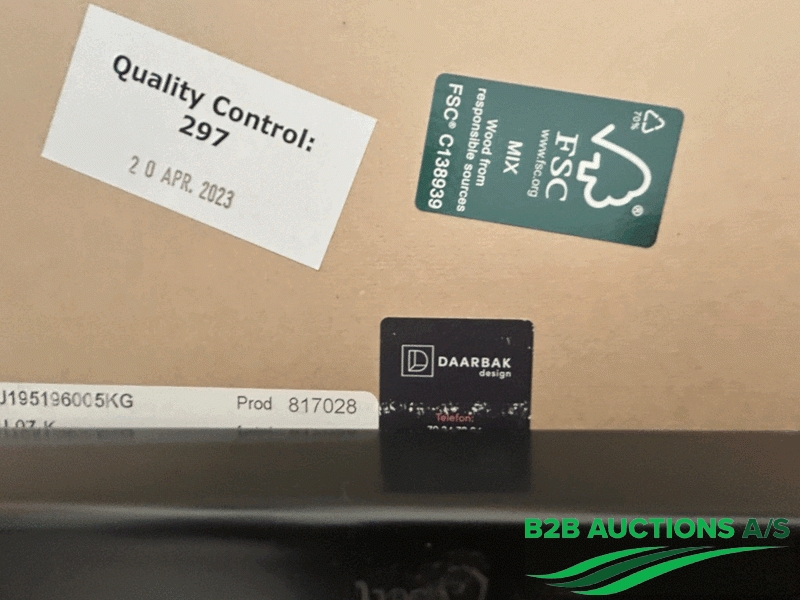 Quality Control:
297
20 APR. 2023
70%
®
FSC
www.fsc.org
MIX
Wood from
responsible sources
FSC® C138939
DAARBAK
design
Telefon:
J195196005KG
Prod 817028
B2B AUCTIONS A/S